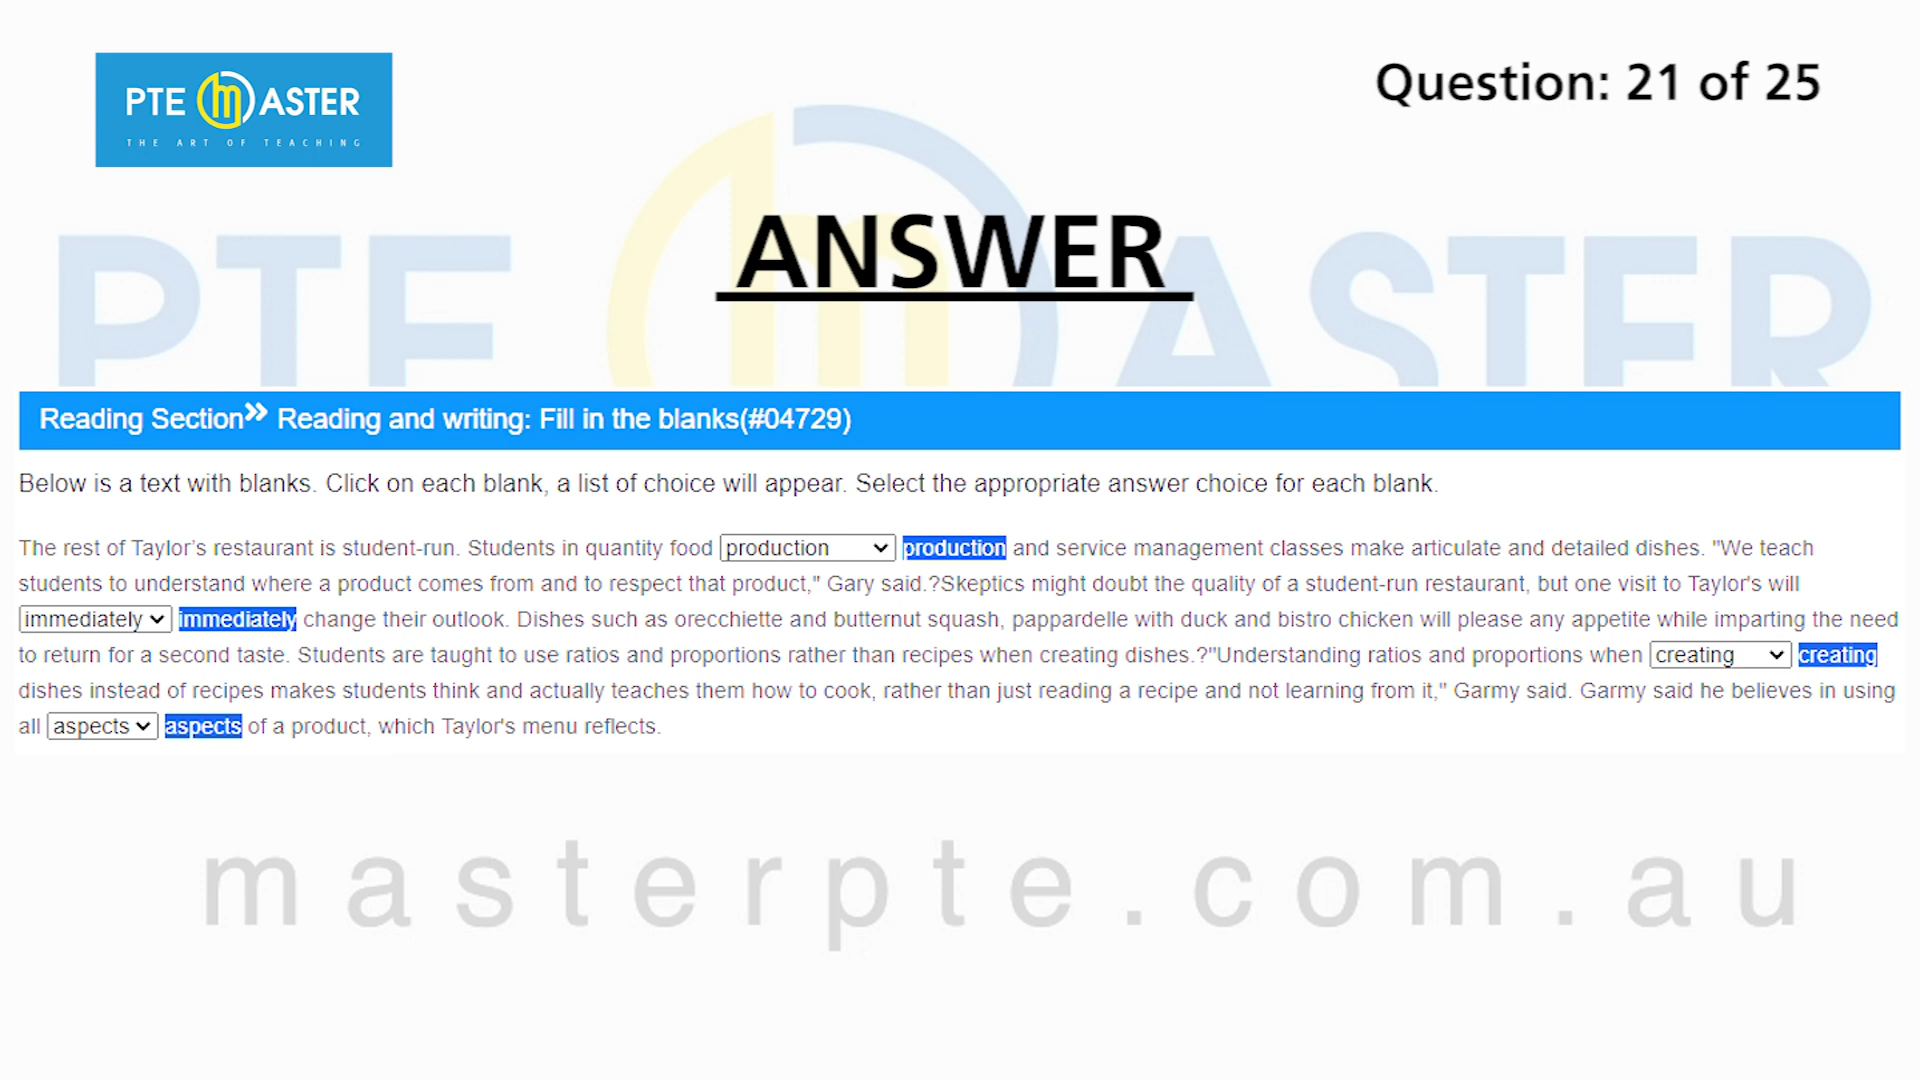 PTE MASTER
THE ART OF TEACHING
Question: 21 of 25
PTE MASTER
ANSWER
Reading Section» Reading and writing: Fill in the blanks(#04729)
Below is a text with blanks. Click on each blank, a list of choice will appear. Select the appropriate answer choice for each blank.
The rest of Taylor's restaurant is student-run. Students in quantity food production production and service management classes make articulate and detailed dishes. "We teach
students to understand where a product comes from and to respect that product," Gary said.?Skeptics might doubt the quality of a student-run restaurant, but one visit to Taylor's will
immediately immediately change their outlook. Dishes such as orecchiette and butternut squash, pappardelle with duck and bistro chicken will please any appetite while imparting the need
to return for a second taste. Students are taught to use ratios and proportions rather than recipes when creating dishes.?"Understanding ratios and proportions when creating creating
dishes instead of recipes makes students think and actually teaches them how to cook, rather than just reading a recipe and not learning from it," Garmy said. Garmy said he believes in using
all aspects aspects of a product, which Taylor's menu reflects.
masterpte.com.au